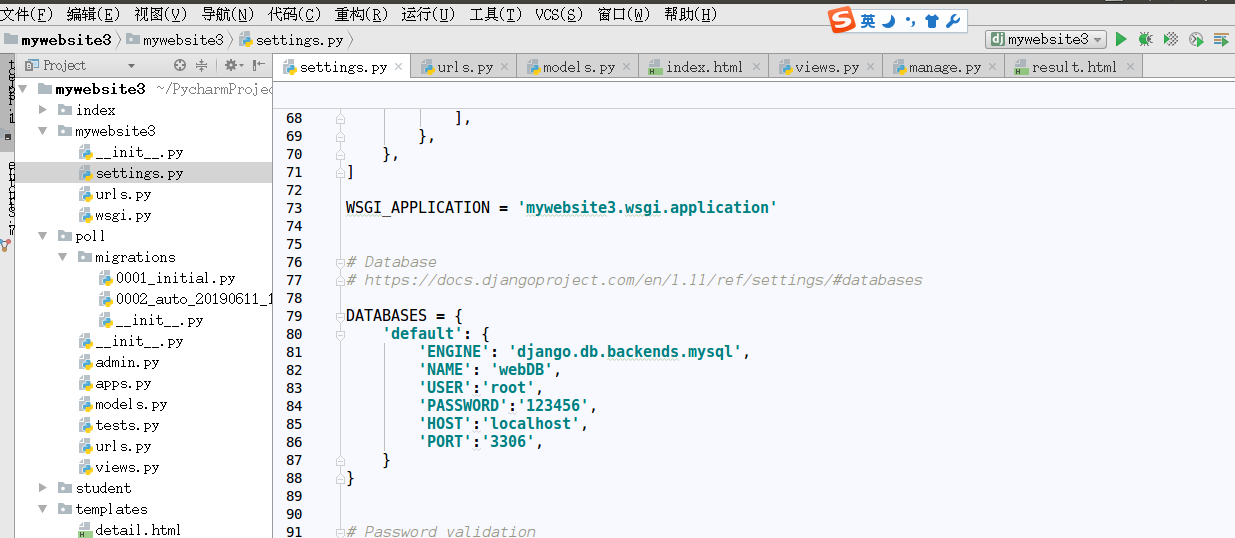 文件(F) 编辑(E) 视图(V) 导航(N) 代码(C) 重构(R) 运行(U) 工具(T) VCS(S) 窗口(W) 帮助(H)
S 英
mywebsite3 mywebsite3 settings.py
mywebsite3
Project
settings.py urls.py models.py index.html views.py manage.py result.html
mywebsite3 ~/PycharmProjec
index
mywebsite3
__init__.py
settings.py
urls.py
wsgi.py
poll
migrations
0001_initial.py
0002_auto_20190611_1
__init__.py
__init__.py
admin.py
apps.py
models.py
tests.py
urls.py
views.py
student
templates
detail.html
68 ],
69 },
70 },
71 ]
72
73 WSGI_APPLICATION = 'mywebsite3.wsgi.application'
74
75
76 # Database
77 # https://docs.djangoproject.com/en/1.11/ref/settings/#databases
78
79 DATABASES = {
80 'default': {
81 'ENGINE': 'django.db.backends.mysql',
82 'NAME': 'webDB',
83 'USER':'root',
84 'PASSWORD':'123456',
85 'HOST':'localhost',
86 'PORT':'3306',
87 }
88 }
89
90
91 # Password validation